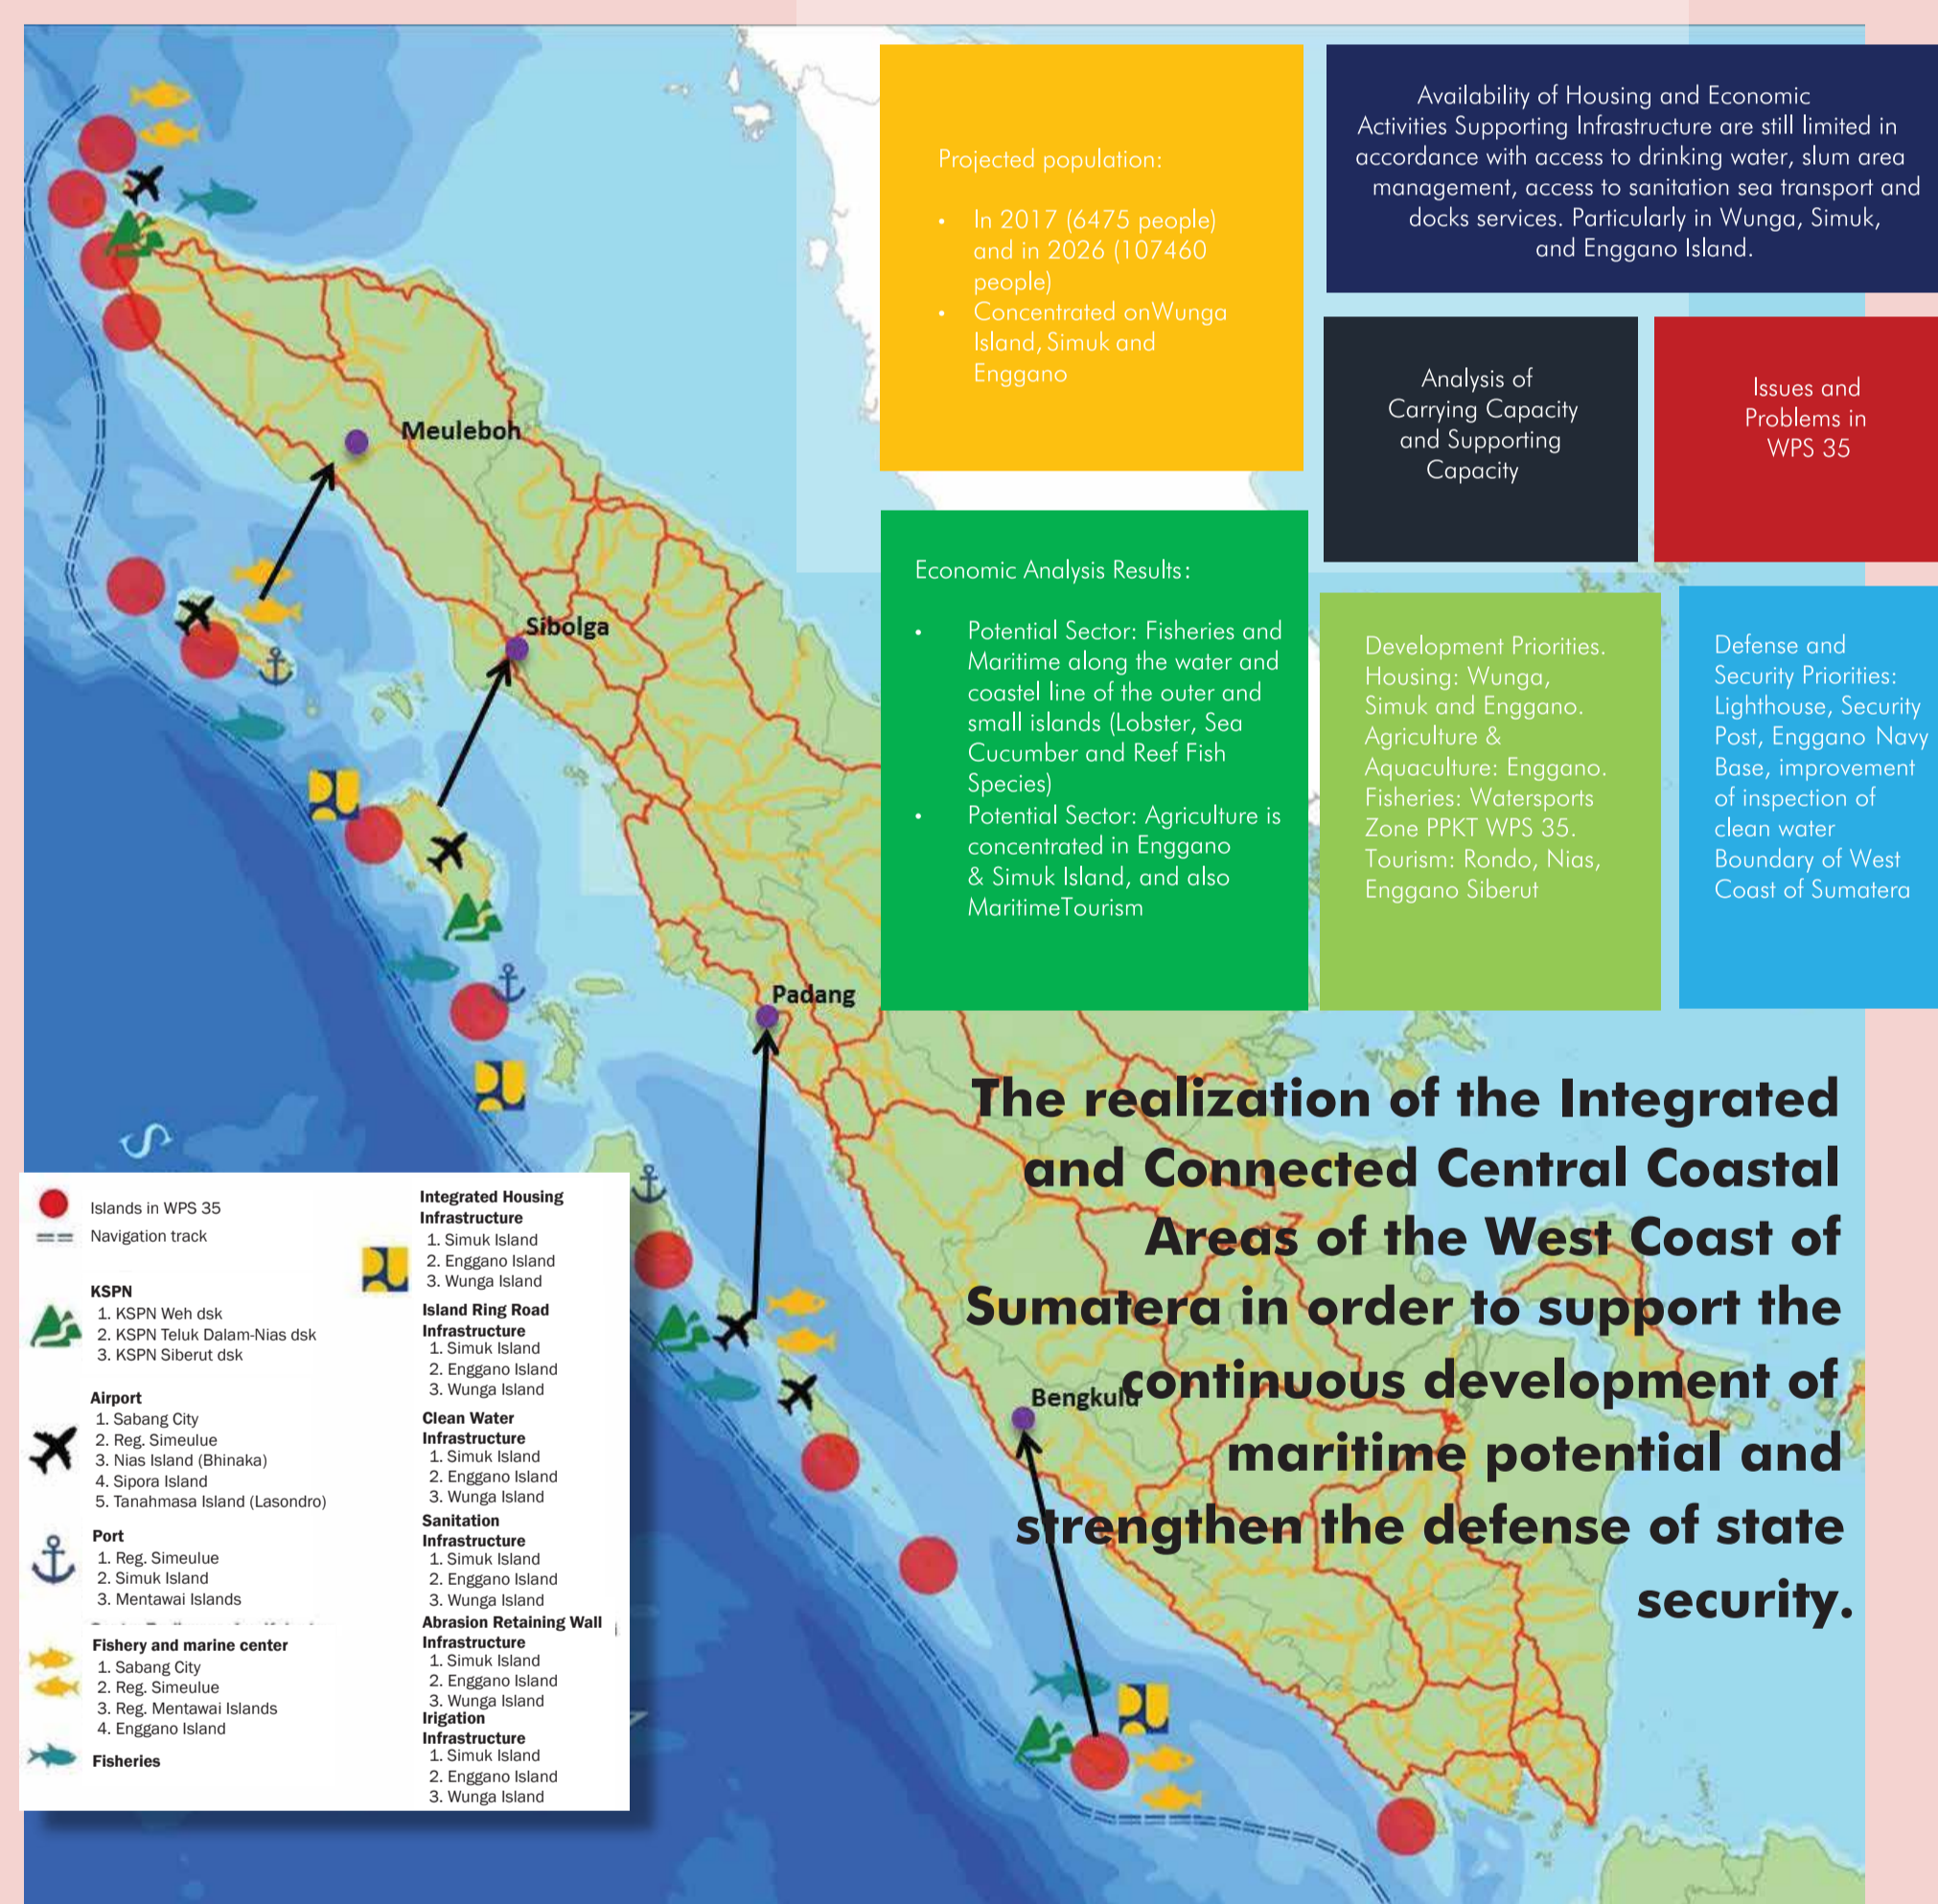 Projected population:
• In 2017 (6475 people)
and in 2026 (107460
people)
• Concentrated onWunga
Island, Simuk and
Enggano
Availability of Housing and Economic
Activities Supporting Infrastructure are still limited in
accordance with access to drinking water, slum area
management, access to sanitation sea transport and
docks services. Particularly in Wunga, Simuk,
and Enggano Island.
Analysis of
Carrying Capacity
and Supporting
Capacity
Issues and
Problems in
WPS 35
Economic Analysis Results:
• Potential Sector: Fisheries and
Maritime along the water and
coastel line of the outer and
small islands (Lobster, Sea
Cucumber and Reef Fish
Species)
• Potential Sector: Agriculture is
concentrated in Enggano
& Simuk Island, and also
MaritimeTourism
Development Priorities.
Housing: Wunga,
Simuk and Enggano.
Agriculture &
Aquaculture: Enggano.
Fisheries: Watersports
Zone PPKT WPS 35.
Tourism: Rondo, Nias,
Enggano Siberut
Defense and
Security Priorities:
Lighthouse, Security
Post, Enggano Navy
Base, improvement
of inspection of
clean water
Boundary of West
Coast of Sumatera
Meuleboh
Sibolga
Padang
Bengkulu
The realization of the Integrated
and Connected Central Coastal
Areas of the West Coast of
Sumatera in order to support the
continuous development of
maritime potential and
strengthen the defense of state
security.
S
Islands in WPS 35
Navigation track
KSPN
1. KSPN Weh dsk
2. KSPN Teluk Dalam-Nias dsk
3. KSPN Siberut dsk
Airport
1. Sabang City
2. Reg. Simeulue
3. Nias Island (Bhinaka)
4. Sipora Island
5. Tanahmasa Island (Lasondro)
Port
1. Reg. Simeulue
2. Simuk Island
3. Mentawai Islands
Fishery and marine center
1. Sabang City
2. Reg. Simeulue
3. Reg. Mentawai Islands
4. Enggano Island
Fisheries
Integrated Housing
Infrastructure
1. Simuk Island
2. Enggano Island
3. Wunga Island
Island Ring Road
Infrastructure
1. Simuk Island
2. Enggano Island
3. Wunga Island
Clean Water
Infrastructure
1. Simuk Island
2. Enggano Island
3. Wunga Island
Sanitation
Infrastructure
1. Simuk Island
2. Enggano Island
3. Wunga Island
Abrasion Retaining Wall
Infrastructure
1. Simuk Island
2. Enggano Island
3. Wunga Island
Irigation
Infrastructure
1. Simuk Island
2. Enggano Island
3. Wunga Island